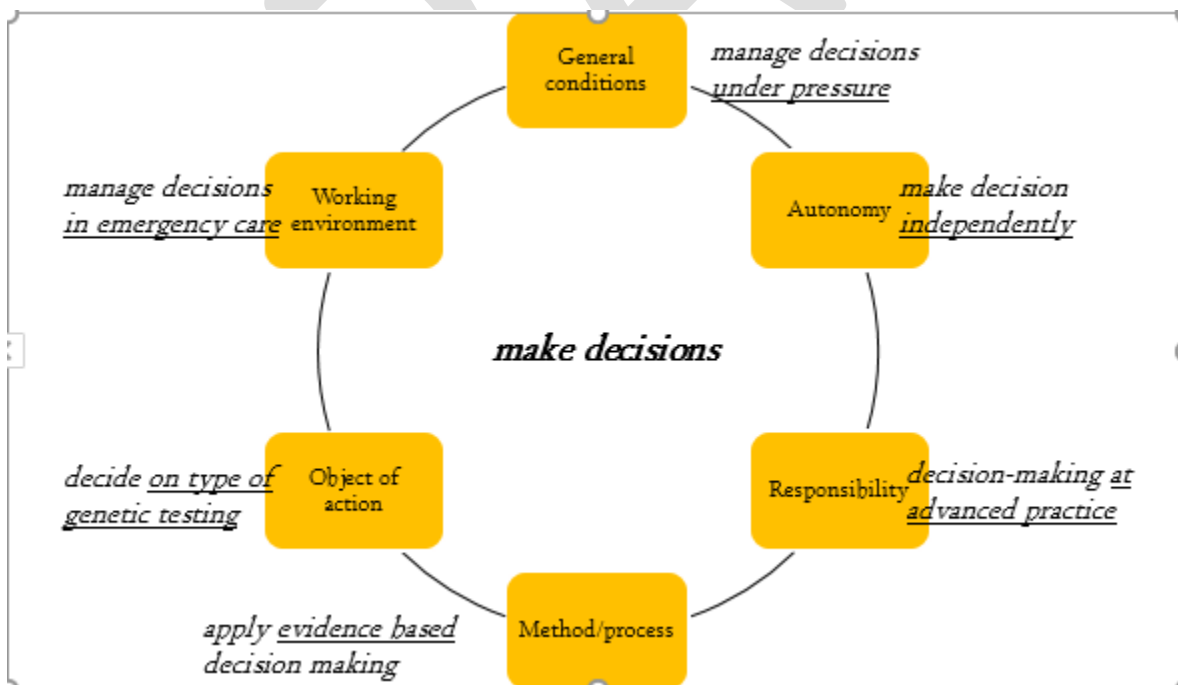 General
conditions
manage decisions
under pressure
manage decisions
in emergency care
Working
environment
Autonomy
make decision
independently
make decisions
decide on type of
genetic testing
Object of
action
Responsibility
decision-making at
advanced practice
apply evidence based
decision making
Method/process